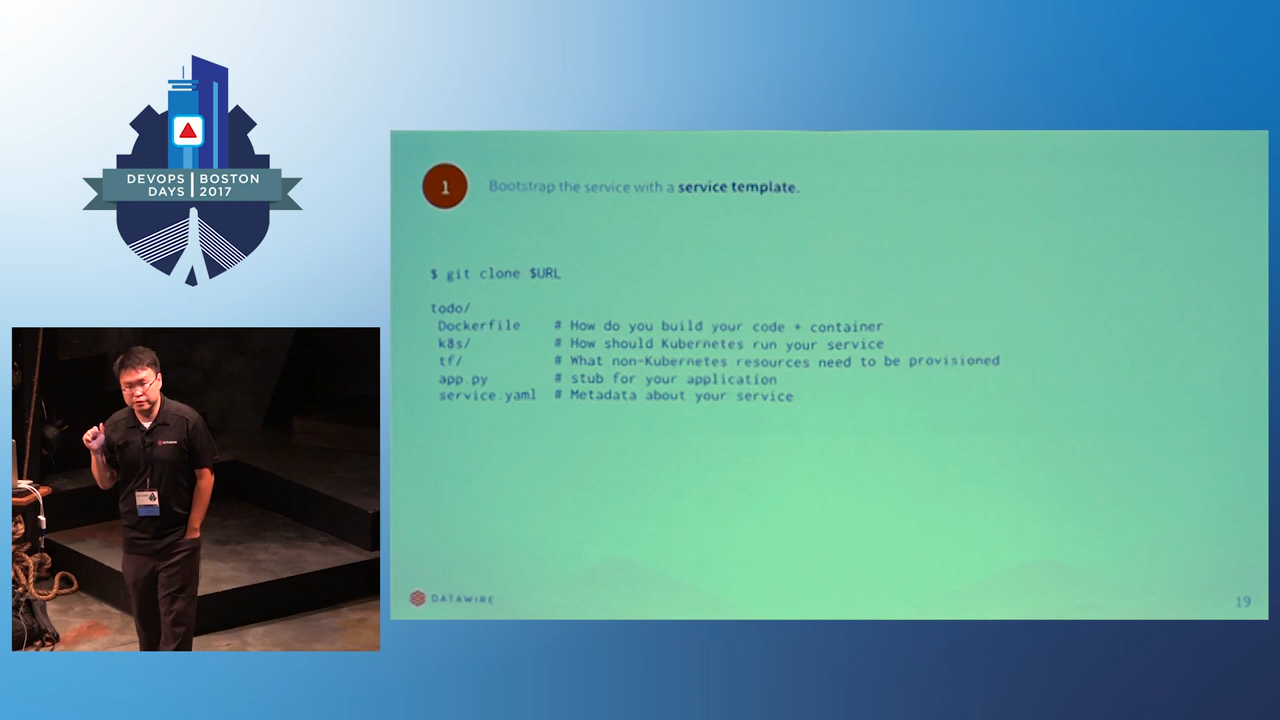 DEVOPS BOSTON
DAYS 2017
1
Bootstrap the service with a service template.
$ git clone $URL
todo/
Dockerfile # How do you build your code + container
k8s/ # How should Kubernetes run your service
tf/ # What non-Kubernetes resources need to be provisioned
app.py # stub for your application
service.yaml # Metadata about your service
DATAWIRE
19